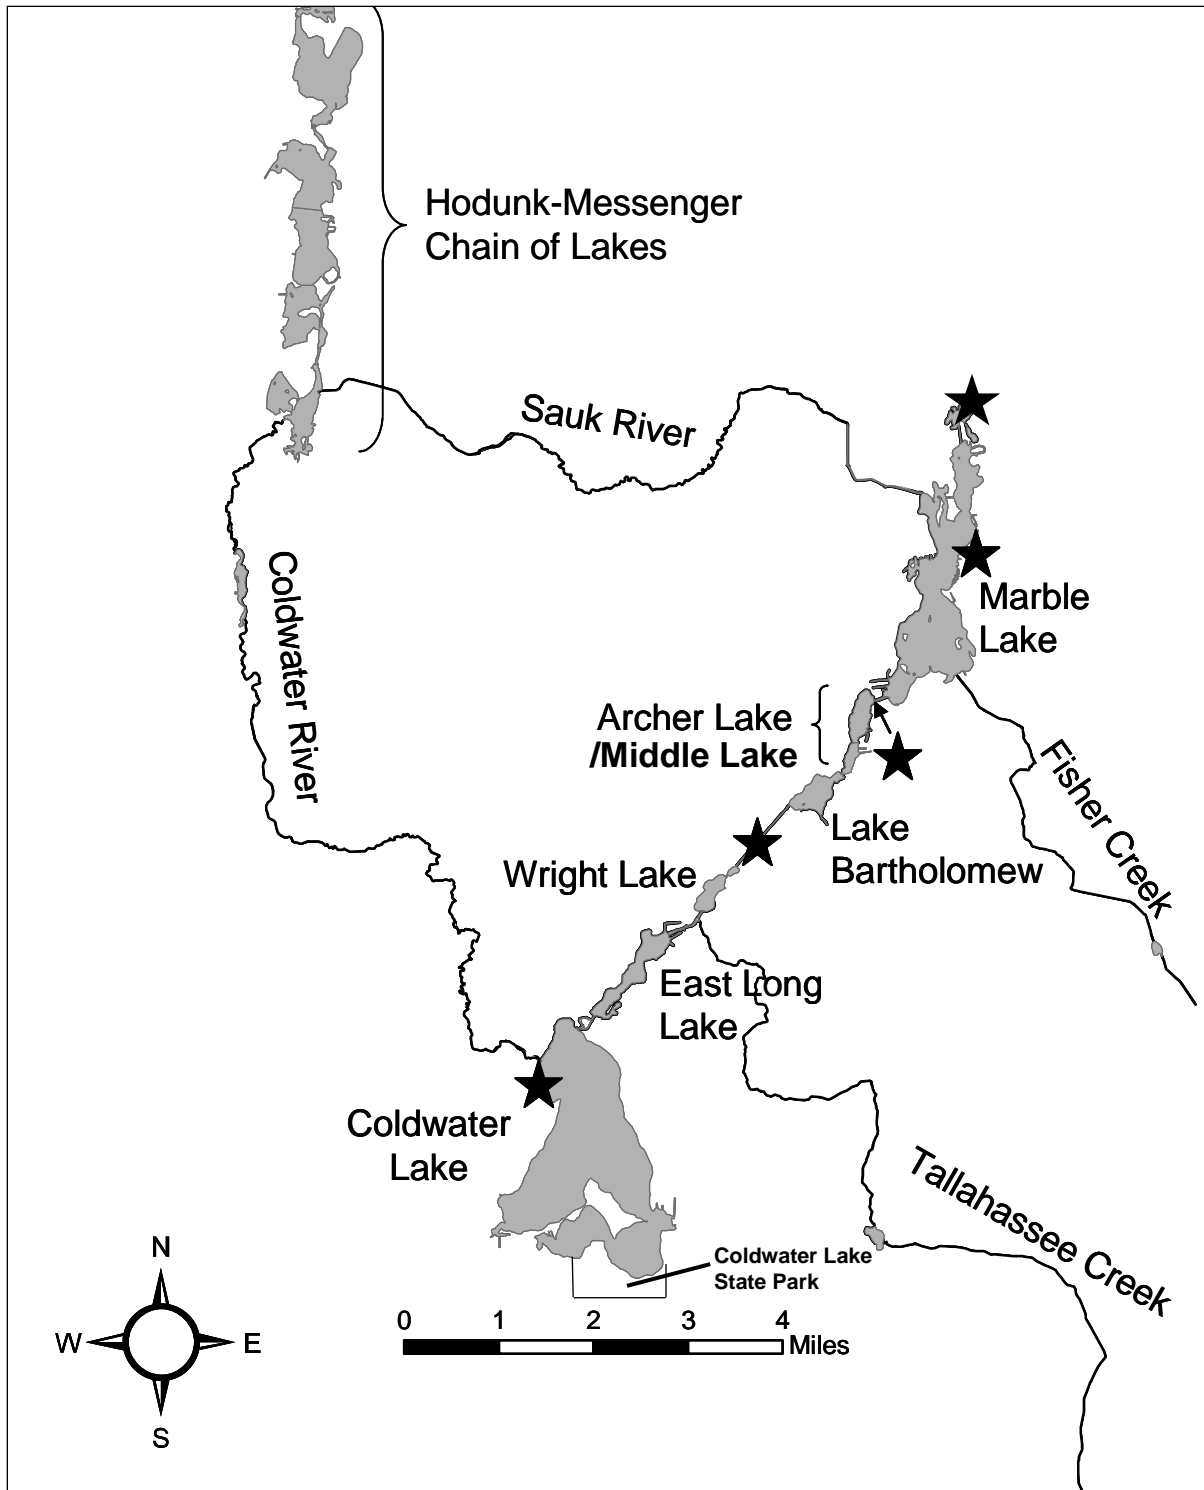 Hodunk-Messenger
Chain of Lakes
Sauk River
Coldwater River
Marble
Lake
Archer Lake
/Middle Lake
Fisher Creek
Lake
Bartholomew
Wright Lake
East Long
Lake
Coldwater
Lake
Tallahassee Creek
Coldwater Lake
State Park
N
W E
S
0 1 2 3 4
Miles